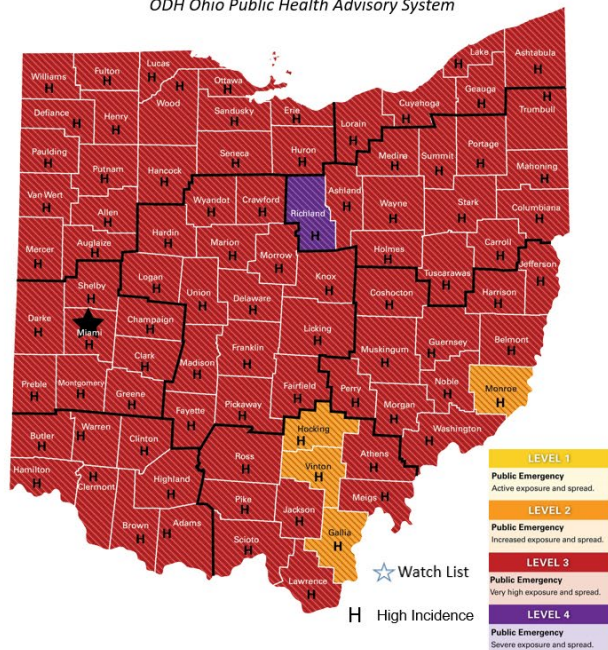 ODH Ohio Public Health Advisory System
Williams H
Fulton H
Lucas H
Ottawa H
Lake H
Ashtabula H
Geauga H
Cuyahoga H
Defiance H
Henry H
Wood H
Sandusky H
Erie H
Lorain H
Trumbull H
Paulding H
Putnam H
Hancock H
Seneca H
Huron H
Medina H
Summit H
Portage H
Mahoning H
Van Wert H
Allen H
Wyandot H
Crawford H
Richland H
Ashland H
Wayne H
Stark H
Columbiana H
Mercer H
Auglaize H
Hardin H
Marion H
Morrow H
Holmes H
Carroll H
Jefferson H
Tuscarawas H
Shelby H
Logan H
Union H
Delaware H
Knox H
Coshocton H
Harrison H
Darke H
Miami H
Champaign H
Licking H
Muskingum H
Guernsey H
Belmont H
Clark H
Madison H
Franklin H
Noble H
Monroe H
Preble H
Montgomery H
Greene H
Fayette H
Pickaway H
Fairfield H
Perry H
Morgan H
Washington H
Butler H
Warren H
Clinton H
Ross H
Hocking H
Vinton H
Athens H
Hamilton H
Clermont H
Highland H
Pike H
Jackson H
Meigs H
Brown H
Adams H
Scioto H
Gallia H
Lawrence H
LEVEL 1
Public Emergency
Active exposure and spread.
LEVEL 2
Public Emergency
Increased exposure and spread.
LEVEL 3
Public Emergency
Very high exposure and spread.
LEVEL 4
Public Emergency
Severe exposure and spread.
Watch List
H High Incidence